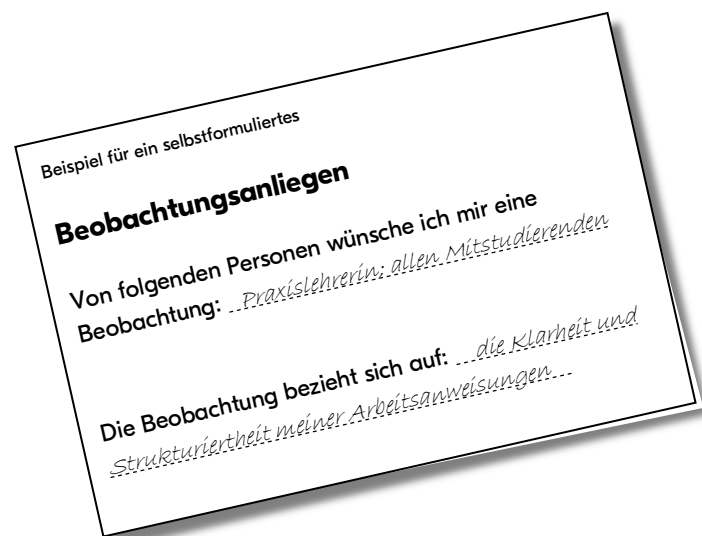 Beispiel für ein selbstformuliertes
Beobachtungsanliegen
Von folgenden Personen wünsche ich mir eine
Beobachtung: Praxislehrerin; allen Mitstudierenden
Die Beobachtung bezieht sich auf: die Klarheit und
Strukturiertheit meiner Arbeitsanweisungen